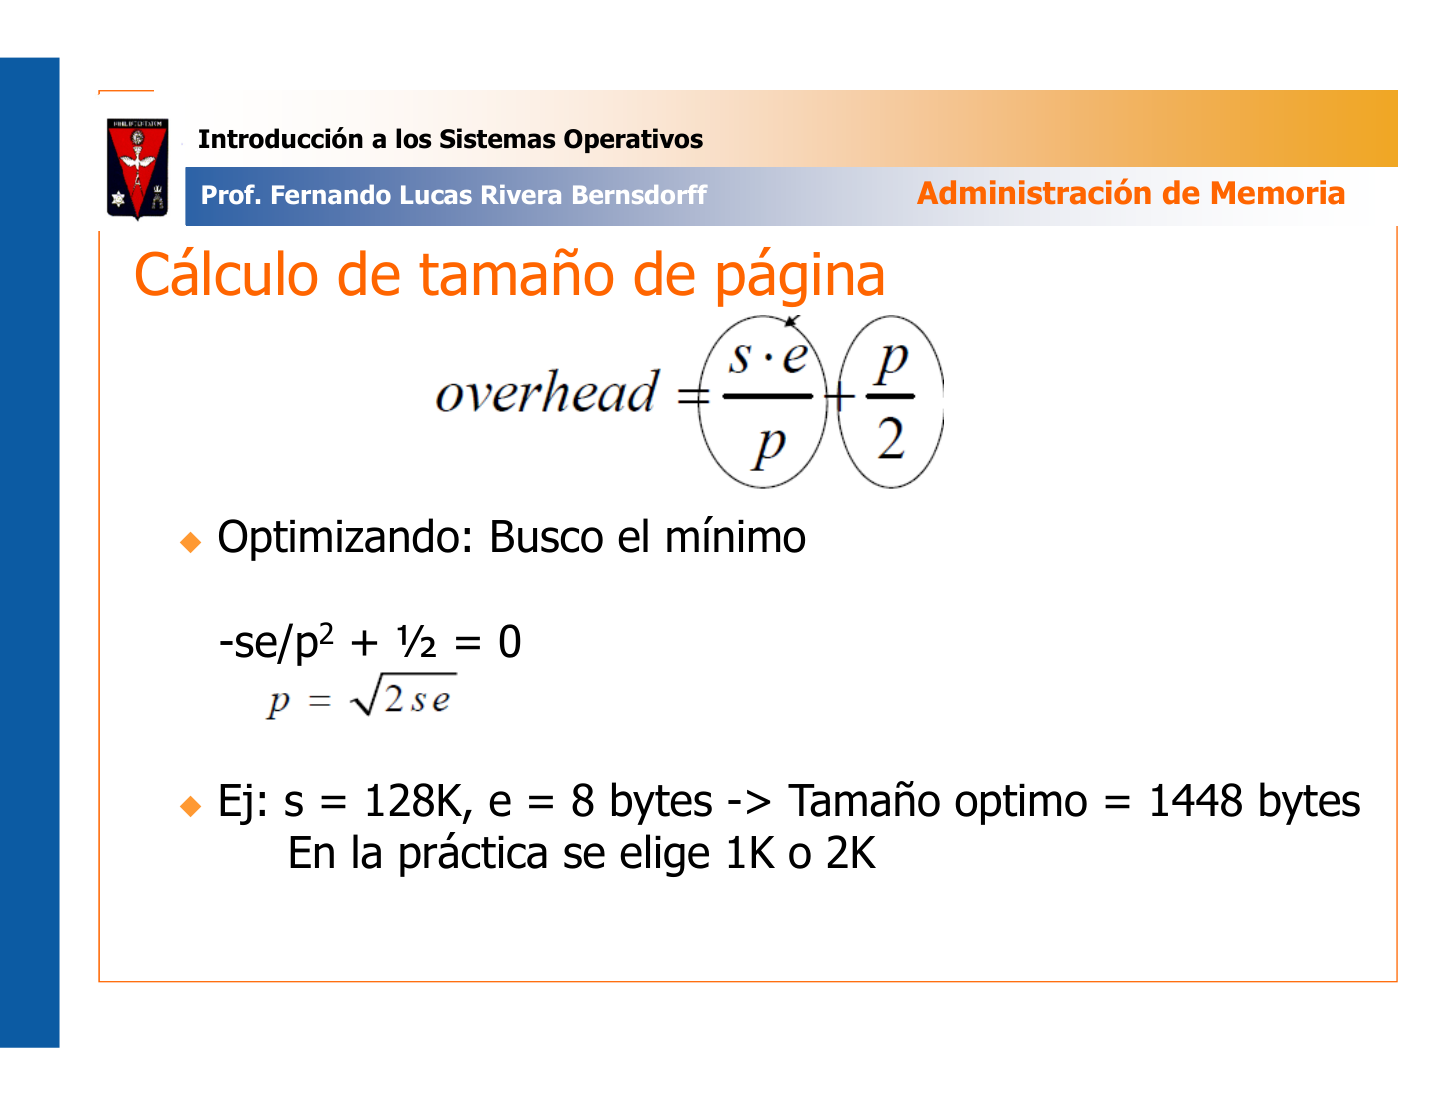 Introducción a los Sistemas Operativos
Prof. Fernando Lucas Rivera Bernsdorff
Administración de Memoria
Cálculo de tamaño de página
overhead = s · e / p + p / 2
Optimizando: Busco el mínimo
-se/p² + ½ = 0
p = √2se
Ej: s = 128K, e = 8 bytes -> Tamaño optimo = 1448 bytes
En la práctica se elige 1K o 2K